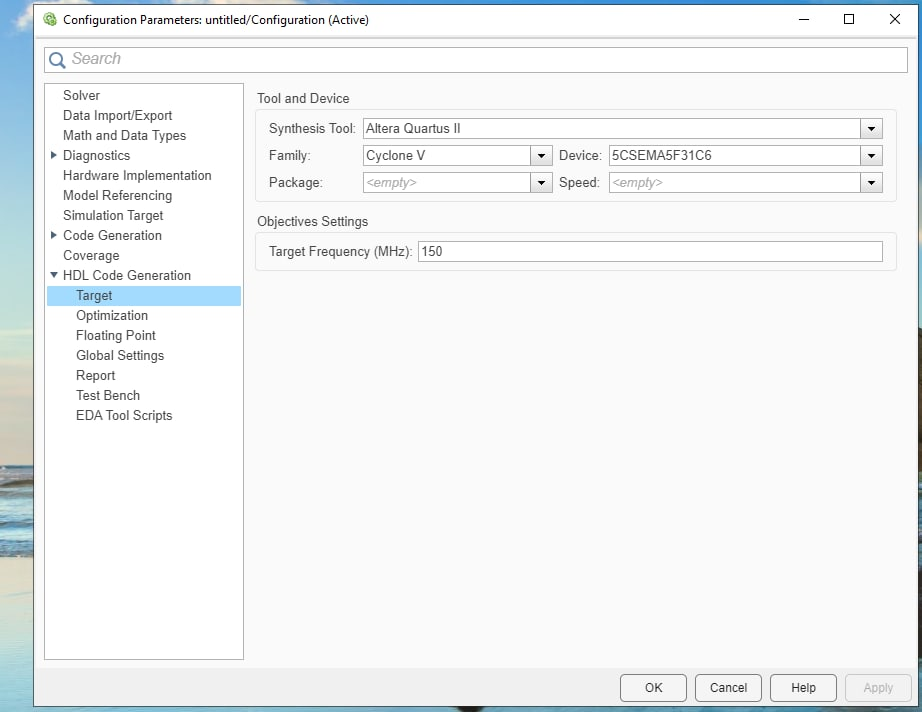 Configuration Parameters: untitled/Configuration (Active)
Search
Solver
Data Import/Export
Math and Data Types
Diagnostics
Hardware Implementation
Model Referencing
Simulation Target
Code Generation
Coverage
HDL Code Generation
Target
Optimization
Floating Point
Global Settings
Report
Test Bench
EDA Tool Scripts
Tool and Device
Synthesis Tool: Altera Quartus II
Family: Cyclone V Device: 5CSEMA5F31C6
Package: <empty> Speed: <empty>
Objectives Settings
Target Frequency (MHz): 150
OK Cancel Help Apply